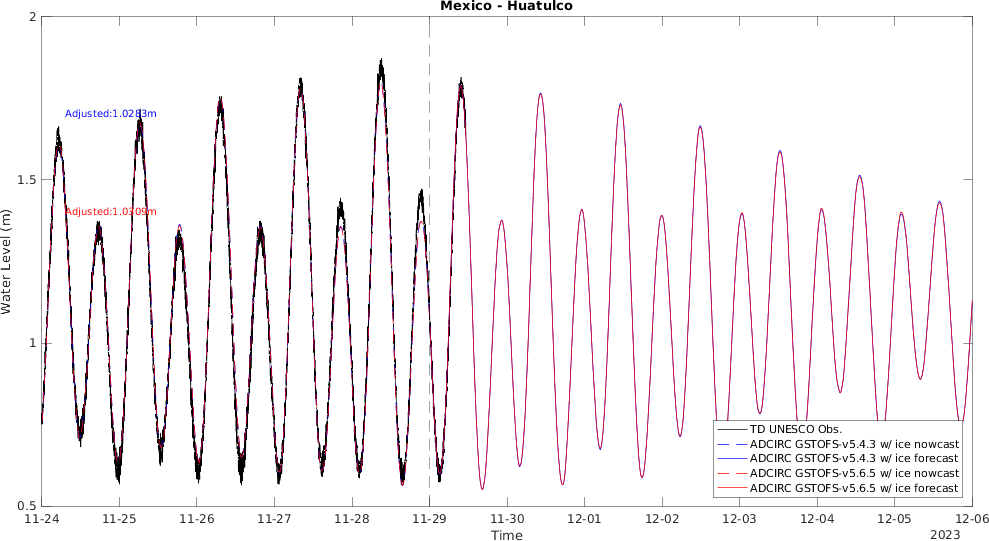 Mexico - Huatulco
Water Level (m)
2
1.5
1
0.5
Adjusted:1.0283m
Adjusted:1.0309m
TD UNESCO Obs.
ADCIRC GSTOFS-v5.4.3 w/ ice nowcast
ADCIRC GSTOFS-v5.4.3 w/ ice forecast
ADCIRC GSTOFS-v5.6.5 w/ ice nowcast
ADCIRC GSTOFS-v5.6.5 w/ ice forecast
11-24 11-25 11-26 11-27 11-28 11-29 11-30 12-01 12-02 12-03 12-04 12-05 12-06
Time
2023